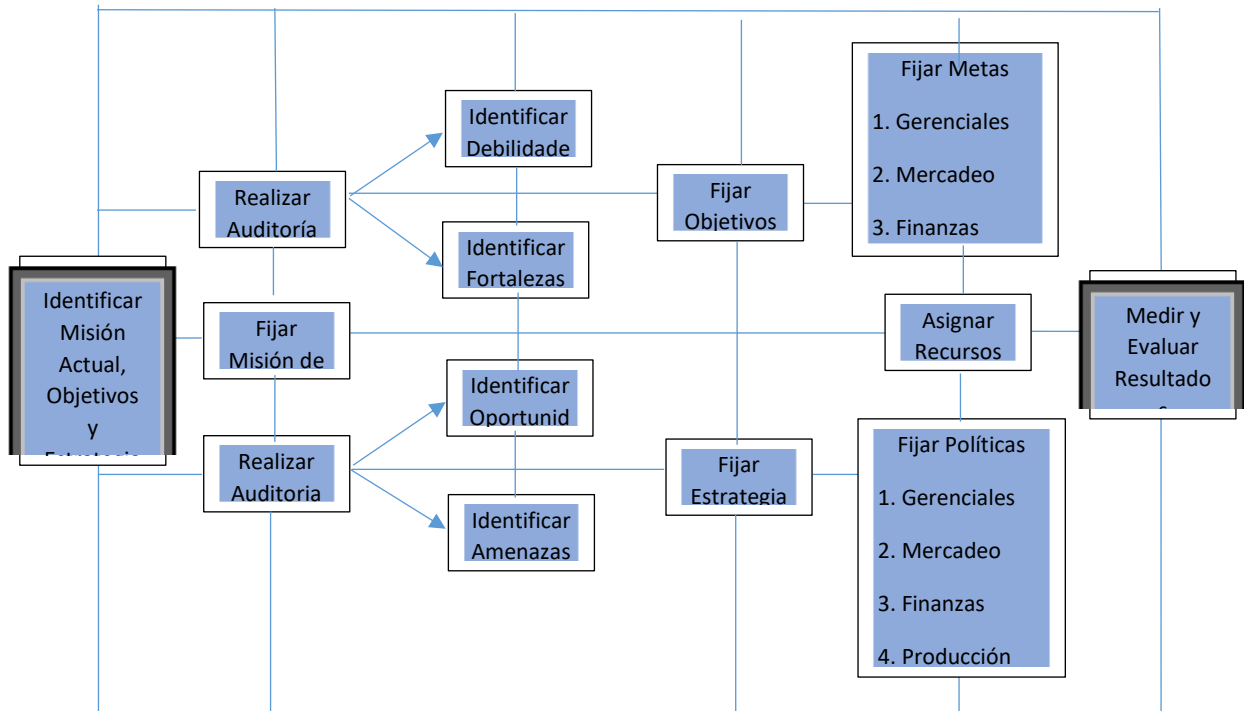 Identificar
Misión
Actual,
Objetivos
y
Realizar
Auditoría
Fijar
Misión de
Realizar
Auditoria
Identificar
Debilidade
Identificar
Fortalezas
Identificar
Oportunid
Identificar
Amenazas
Fijar
Objetivos
Fijar
Estrategia
Fijar Metas
1. Gerenciales
2. Mercadeo
3. Finanzas
Asignar
Recursos
Fijar Políticas
1. Gerenciales
2. Mercadeo
3. Finanzas
4. Producción
Medir y
Evaluar
Resultado